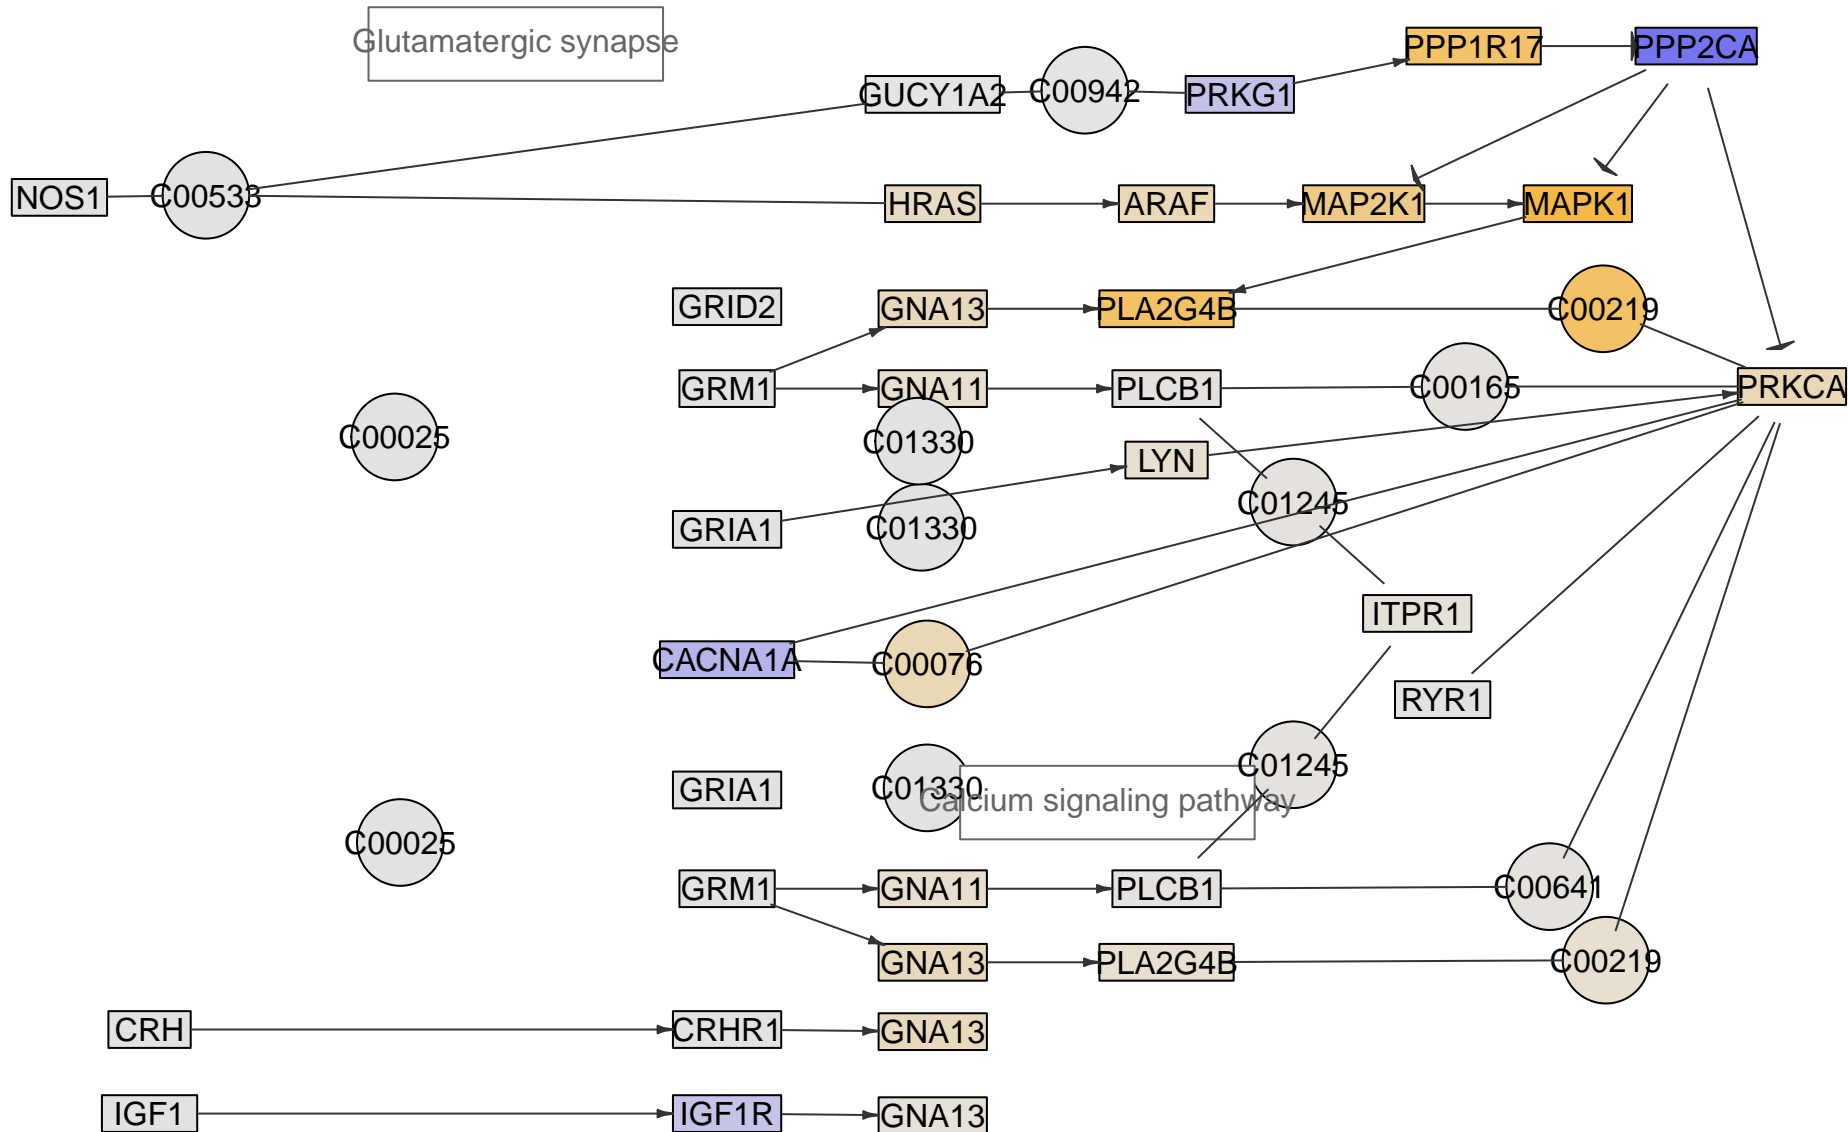 Glutamatergic synapse
PPP1R17
PPP2CA
GUCY1A2
C00942
PRKG1
NOS1
C00533
HRAS
ARAF
MAP2K1
MAPK1
GRID2
GNA13
PLA2G4B
C00219
GRM1
GNA11
PLCB1
C00165
PRKCA
C00025
C01330
LYN
GRIA1
C01330
C01245
ITPR1
CACNA1A
C00076
RYR1
GRIA1
C01330
C01245
Calcium signaling pathway
C00025
GRM1
GNA11
PLCB1
C00641
GNA13
PLA2G4B
C00219
CRH
CRHR1
GNA13
IGF1
IGF1R
GNA13